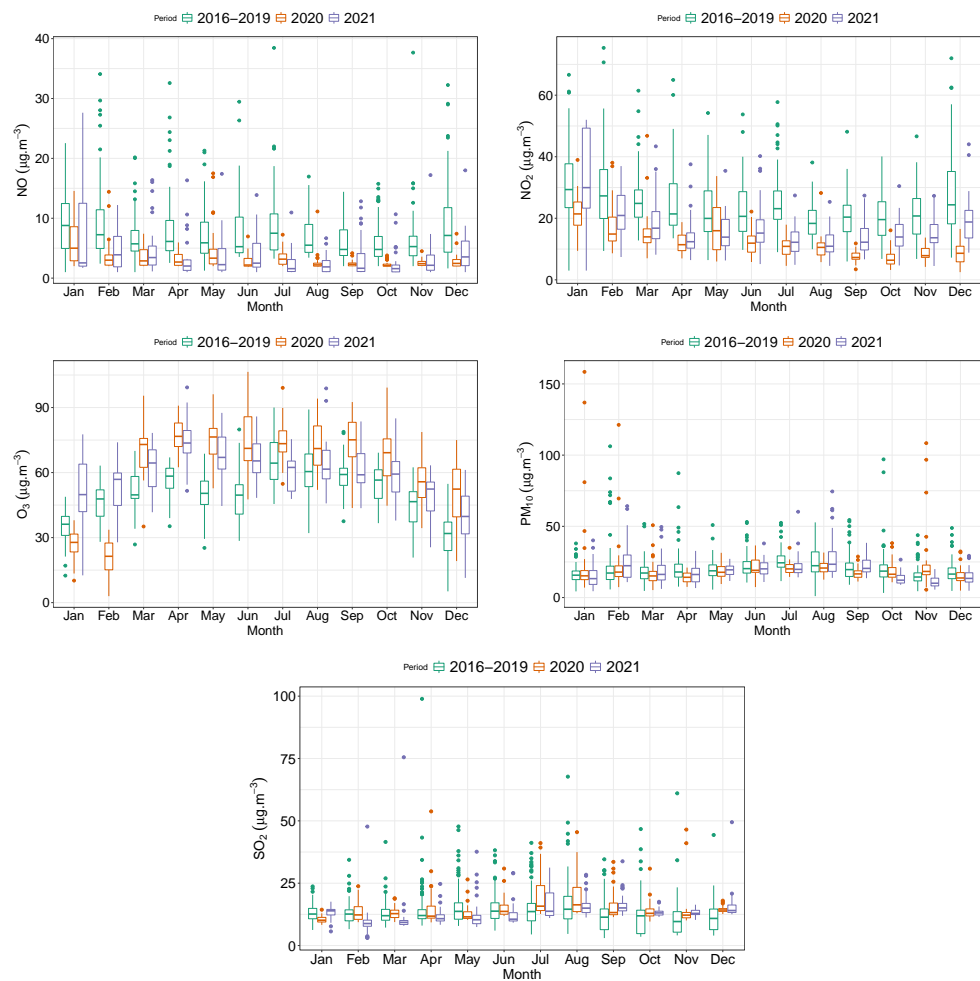 Period 2016−2019 2020 2021
40
30
20
10
0
NO (µg.m⁻³)
Jan Feb Mar Apr May Jun Jul Aug Sep Oct Nov Dec
Month
Period 2016−2019 2020 2021
60
40
20
0
NO₂ (µg.m⁻³)
Jan Feb Mar Apr May Jun Jul Aug Sep Oct Nov Dec
Month
Period 2016−2019 2020 2021
90
60
30
0
O₃ (µg.m⁻³)
Jan Feb Mar Apr May Jun Jul Aug Sep Oct Nov Dec
Month
Period 2016−2019 2020 2021
150
100
50
25
0
PM₁₀ (µg.m⁻³)
Jan Feb Mar Apr May Jun Jul Aug Sep Oct Nov Dec
Month
Period 2016−2019 2020 2021
100
75
50
25
0
SO₂ (µg.m⁻³)
Jan Feb Mar Apr May Jun Jul Aug Sep Oct Nov Dec
Month